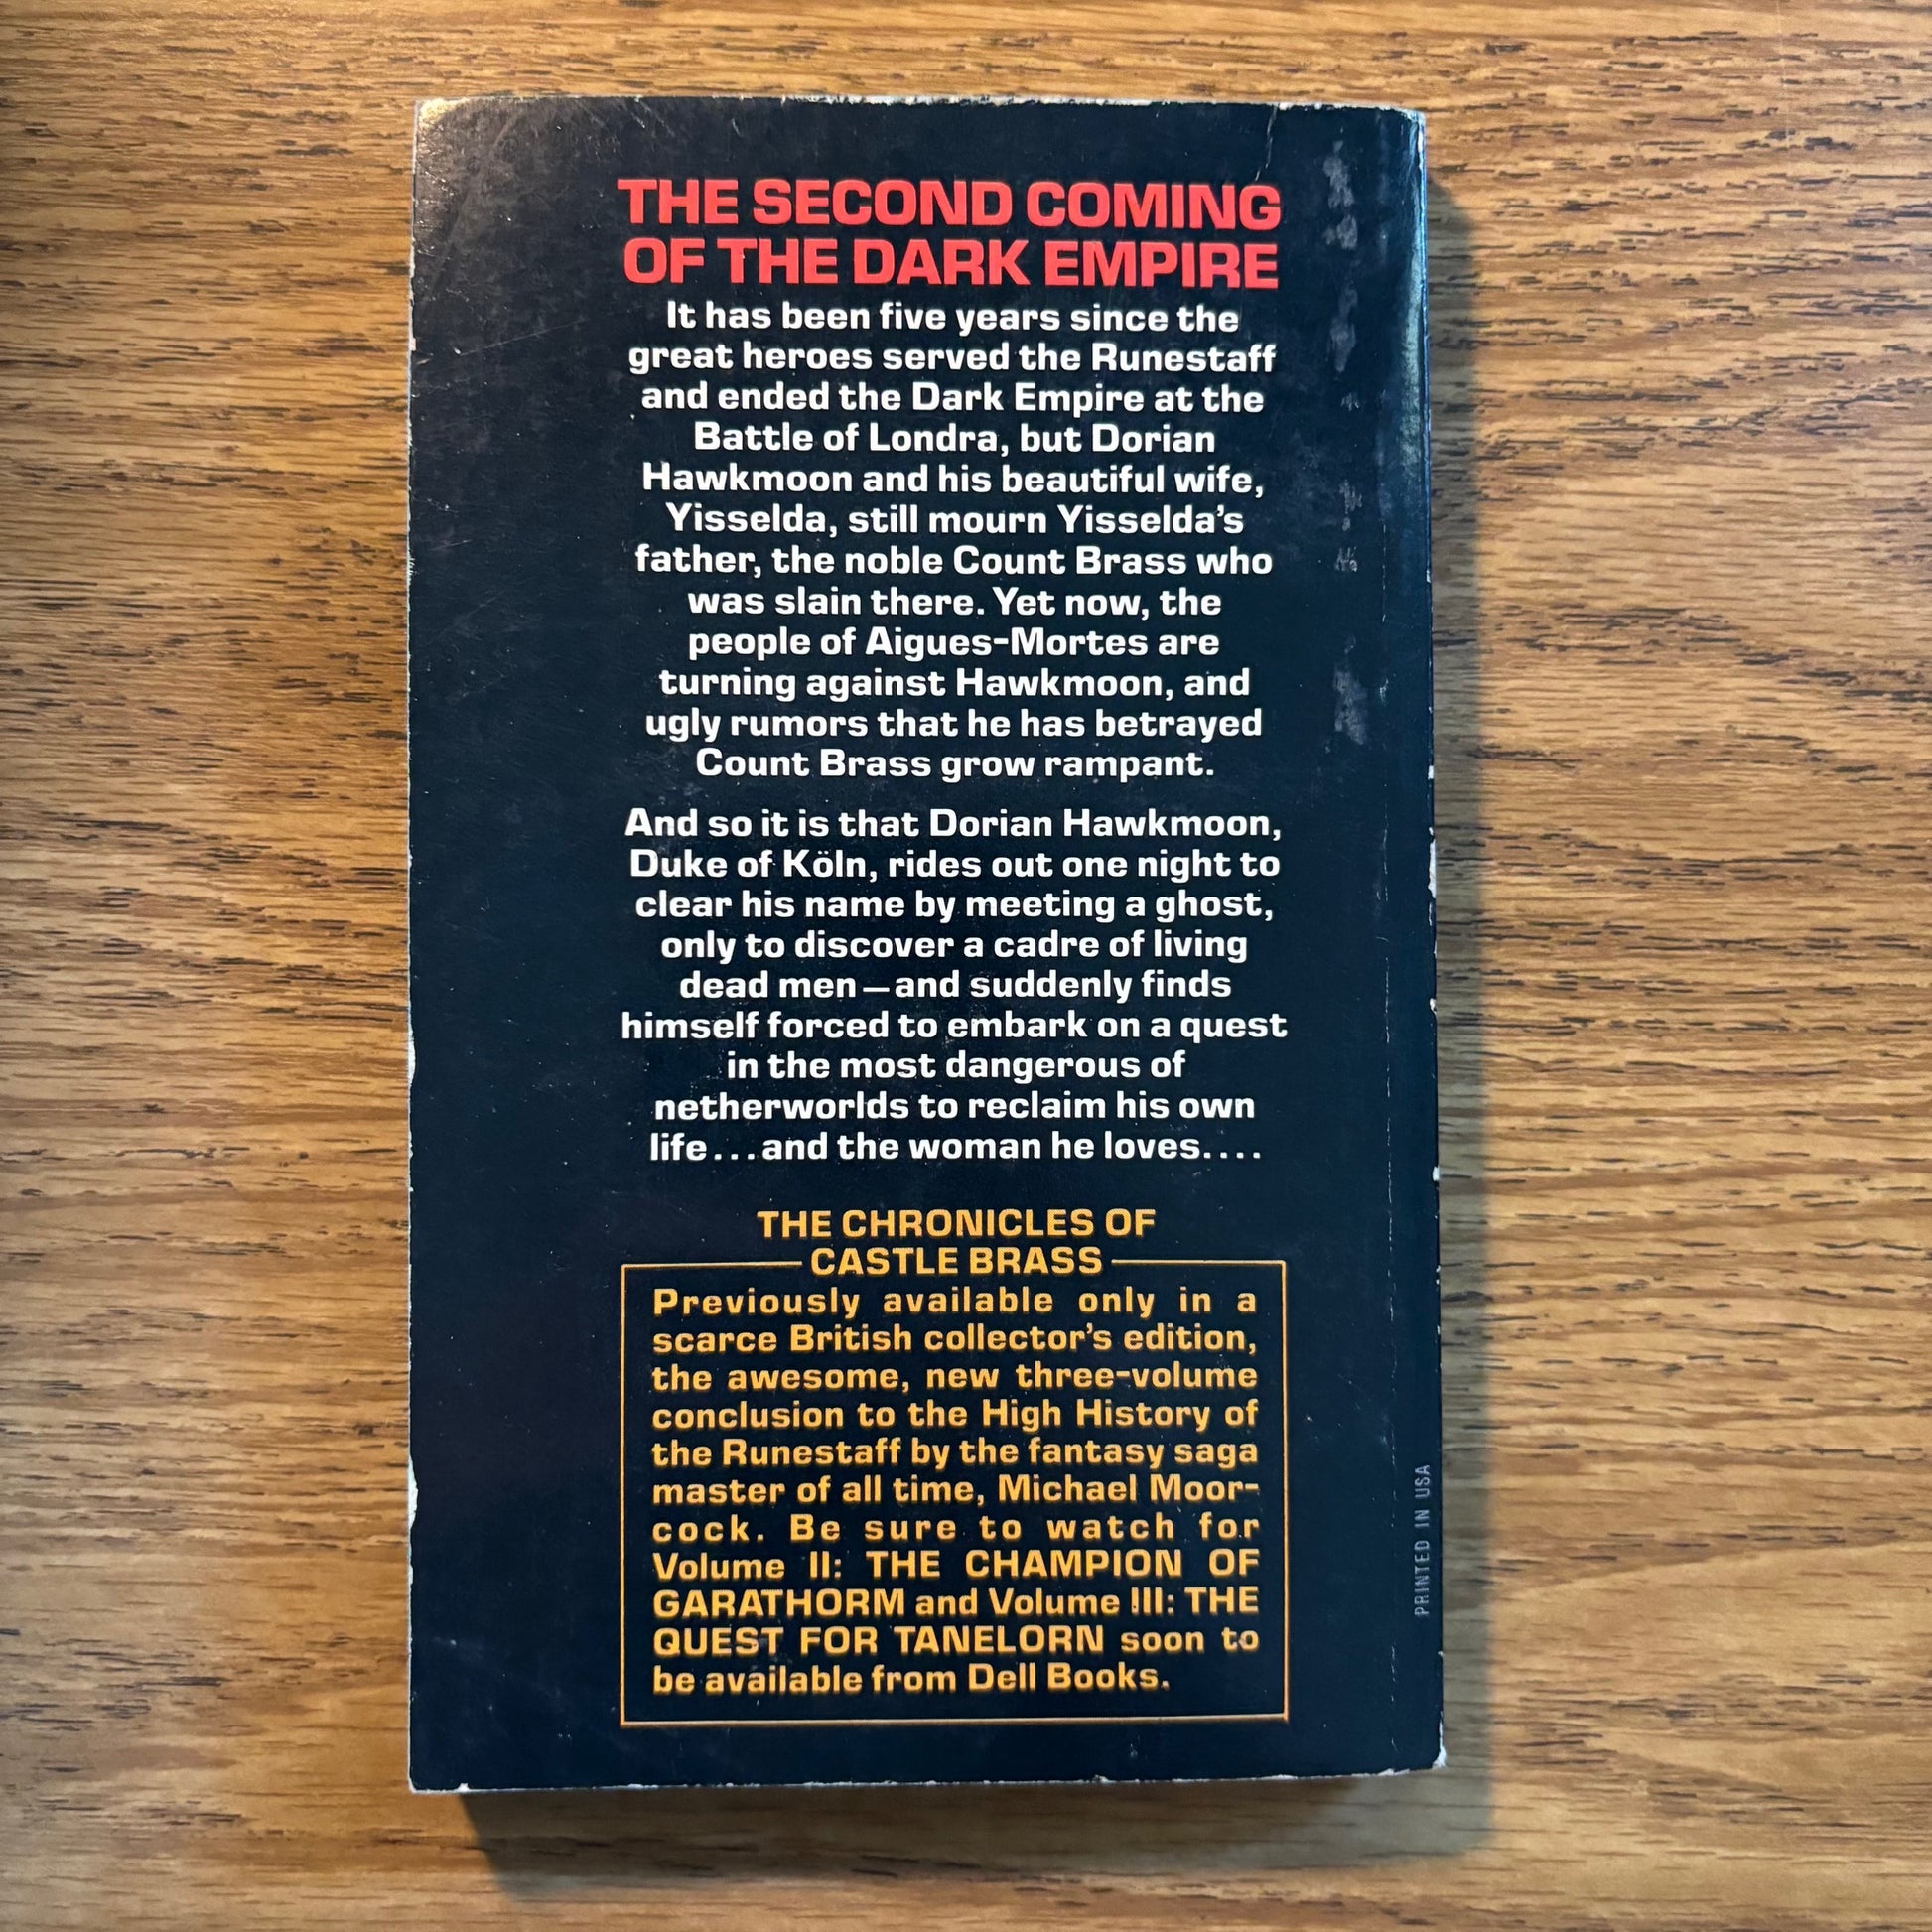 THE SECOND COMING
OF THE DARK EMPIRE
It has been five years since the
great heroes served the Runestaff
and ended the Dark Empire at the
Battle of Londra, but Dorian
Hawkmoon and his beautiful wife,
Yisselda, still mourn Yisselda's
father, the noble Count Brass who
was slain there. Yet now, the
people of Aigues-Mortes are
turning against Hawkmoon, and
ugly rumors that he has betrayed
Count Brass grow rampant.
And so it is that Dorian Hawkmoon,
Duke of Köln, rides out one night to
clear his name by meeting a ghost,
only to discover a cadre of living
dead men—and suddenly finds
himself forced to embark on a quest
in the most dangerous of
netherworlds to reclaim his own
life...and the woman he loves....
THE CHRONICLES OF
CASTLE BRASS
Previously available only in a
scarce British collector's edition,
the awesome, new three-volume
conclusion to the High History of
the Runestaff by the fantasy saga
master of all time, Michael Moor-
cock. Be sure to watch for
Volume II: THE CHAMPION OF
GARATHORM and Volume III: THE
QUEST FOR TANELORN soon to
be available from Dell Books.
PRINTED IN USA